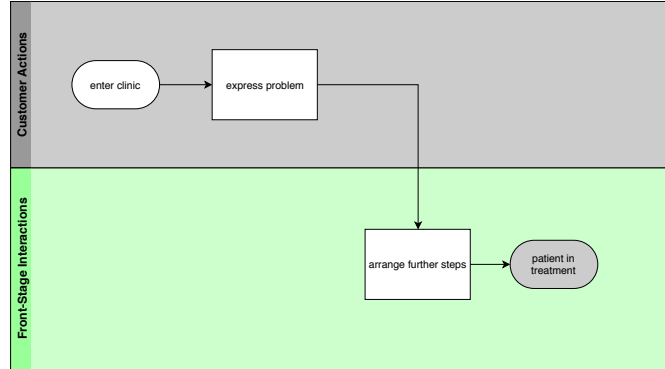 Customer Actions
enter clinic
express problem
Front-Stage Interactions
arrange further steps
patient in
treatment